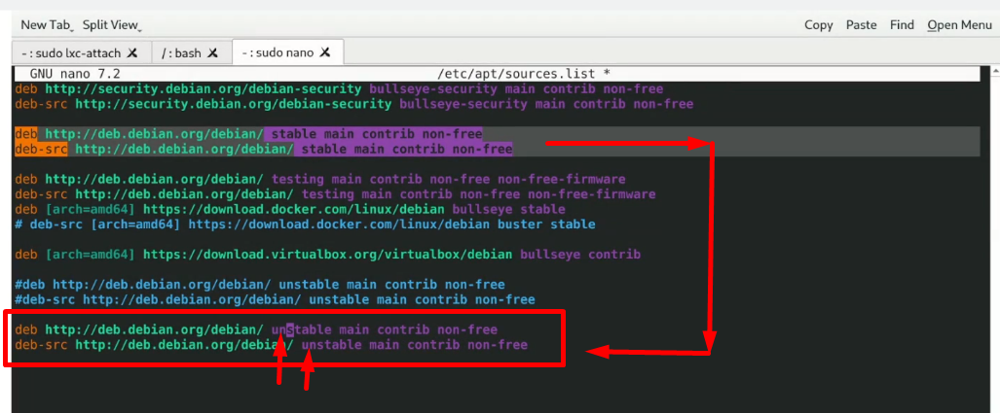 New Tab Split View Copy Paste Find Open Menu
- : sudo lxc-attach / : bash - : sudo nano
GNU nano 7.2 /etc/apt/sources.list *
deb http://security.debian.org/debian-security bullseye-security main contrib non-free
deb-src http://security.debian.org/debian-security bullseye-security main contrib non-free
deb http://deb.debian.org/debian/ stable main contrib non-free
deb-src http://deb.debian.org/debian/ stable main contrib non-free
deb http://deb.debian.org/debian/ testing main contrib non-free non-free-firmware
deb-src http://deb.debian.org/debian/ testing main contrib non-free non-free-firmware
deb [arch=amd64] https://download.docker.com/linux/debian bullseye stable
# deb-src [arch=amd64] https://download.docker.com/linux/debian buster stable
deb [arch=amd64] https://download.virtualbox.org/virtualbox/debian bullseye contrib
#deb http://deb.debian.org/debian/ unstable main contrib non-free
#deb-src http://deb.debian.org/debian/ unstable main contrib non-free
deb http://deb.debian.org/debian/ unstable main contrib non-free
deb-src http://deb.debian.org/debian/ unstable main contrib non-free